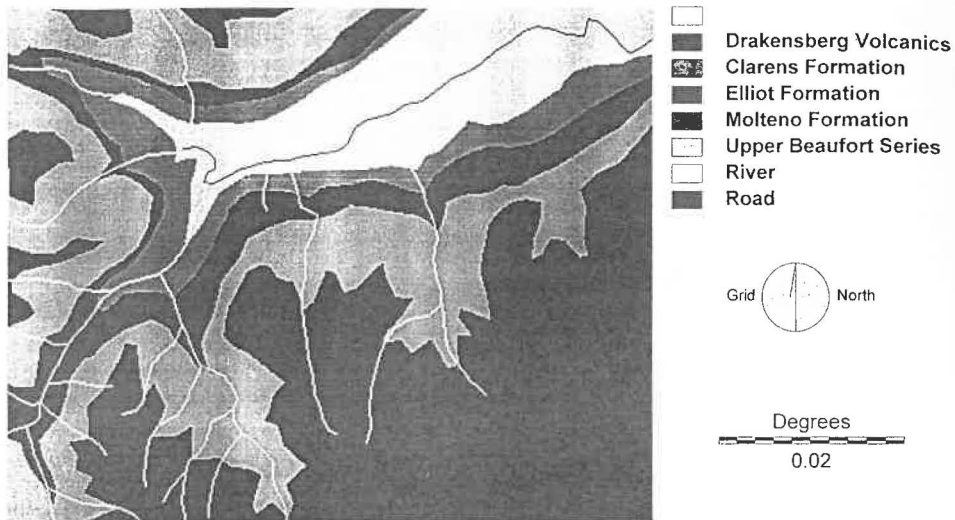 Drakensberg Volcanics
Clarens Formation
Elliot Formation
Molteno Formation
Upper Beaufort Series
River
Road
Grid North
Degrees
0.02